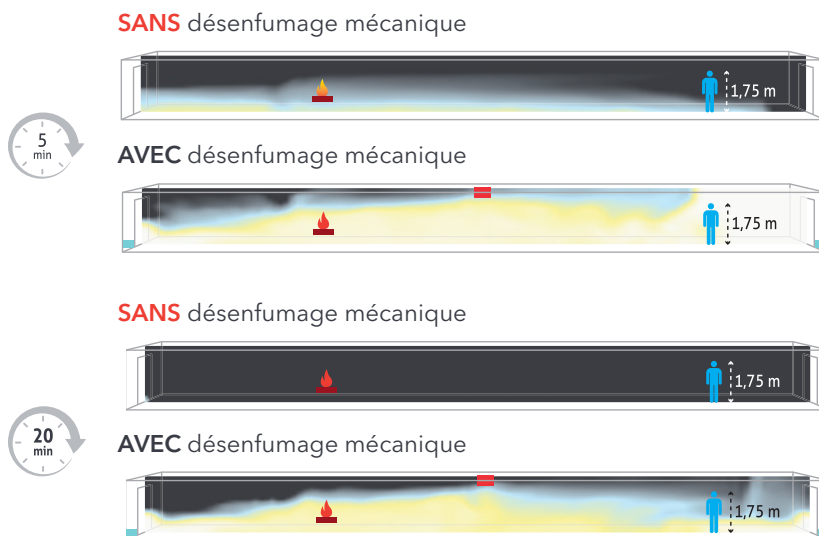 SANS désenfumage mécanique
1,75 m
5
min
AVEC désenfumage mécanique
1,75 m
SANS désenfumage mécanique
1,75 m
20
min
AVEC désenfumage mécanique
1,75 m